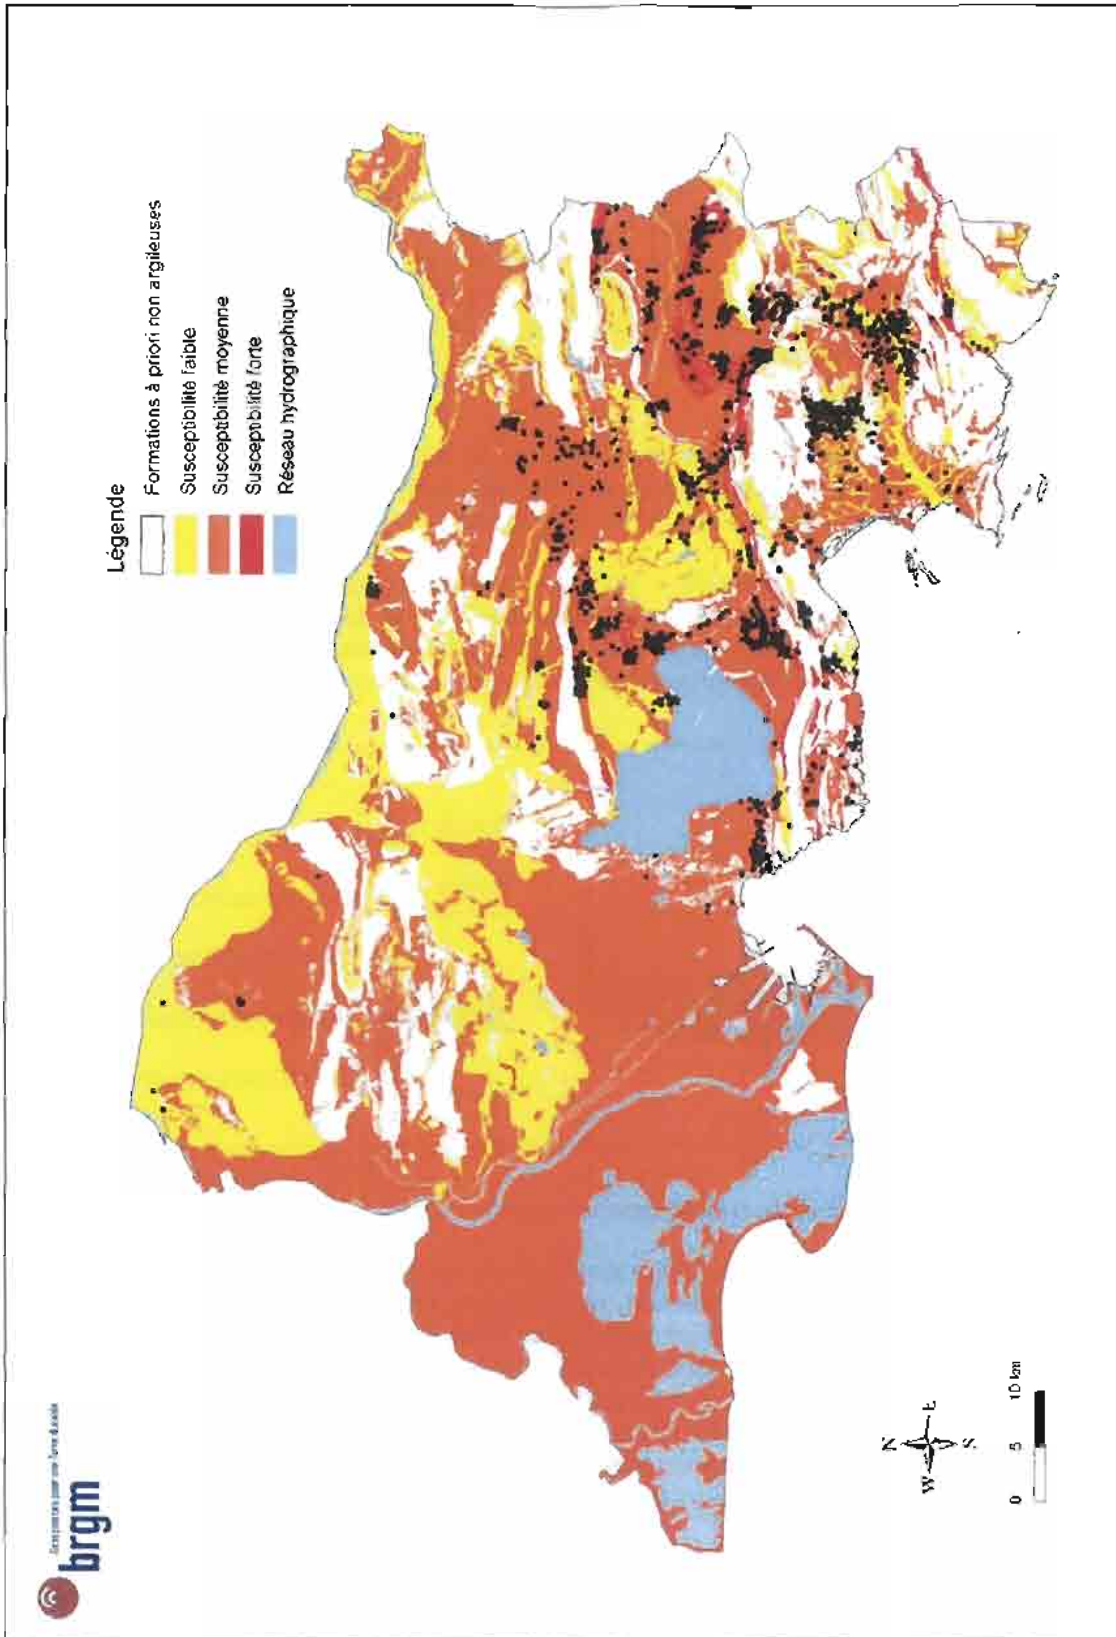 brgm
Légende
Formations à priori non argileuses
Susceptibilité faible
Susceptibilité moyenne
Susceptibilité forte
Réseau hydrographique
N
W E
S
0 5 10 km